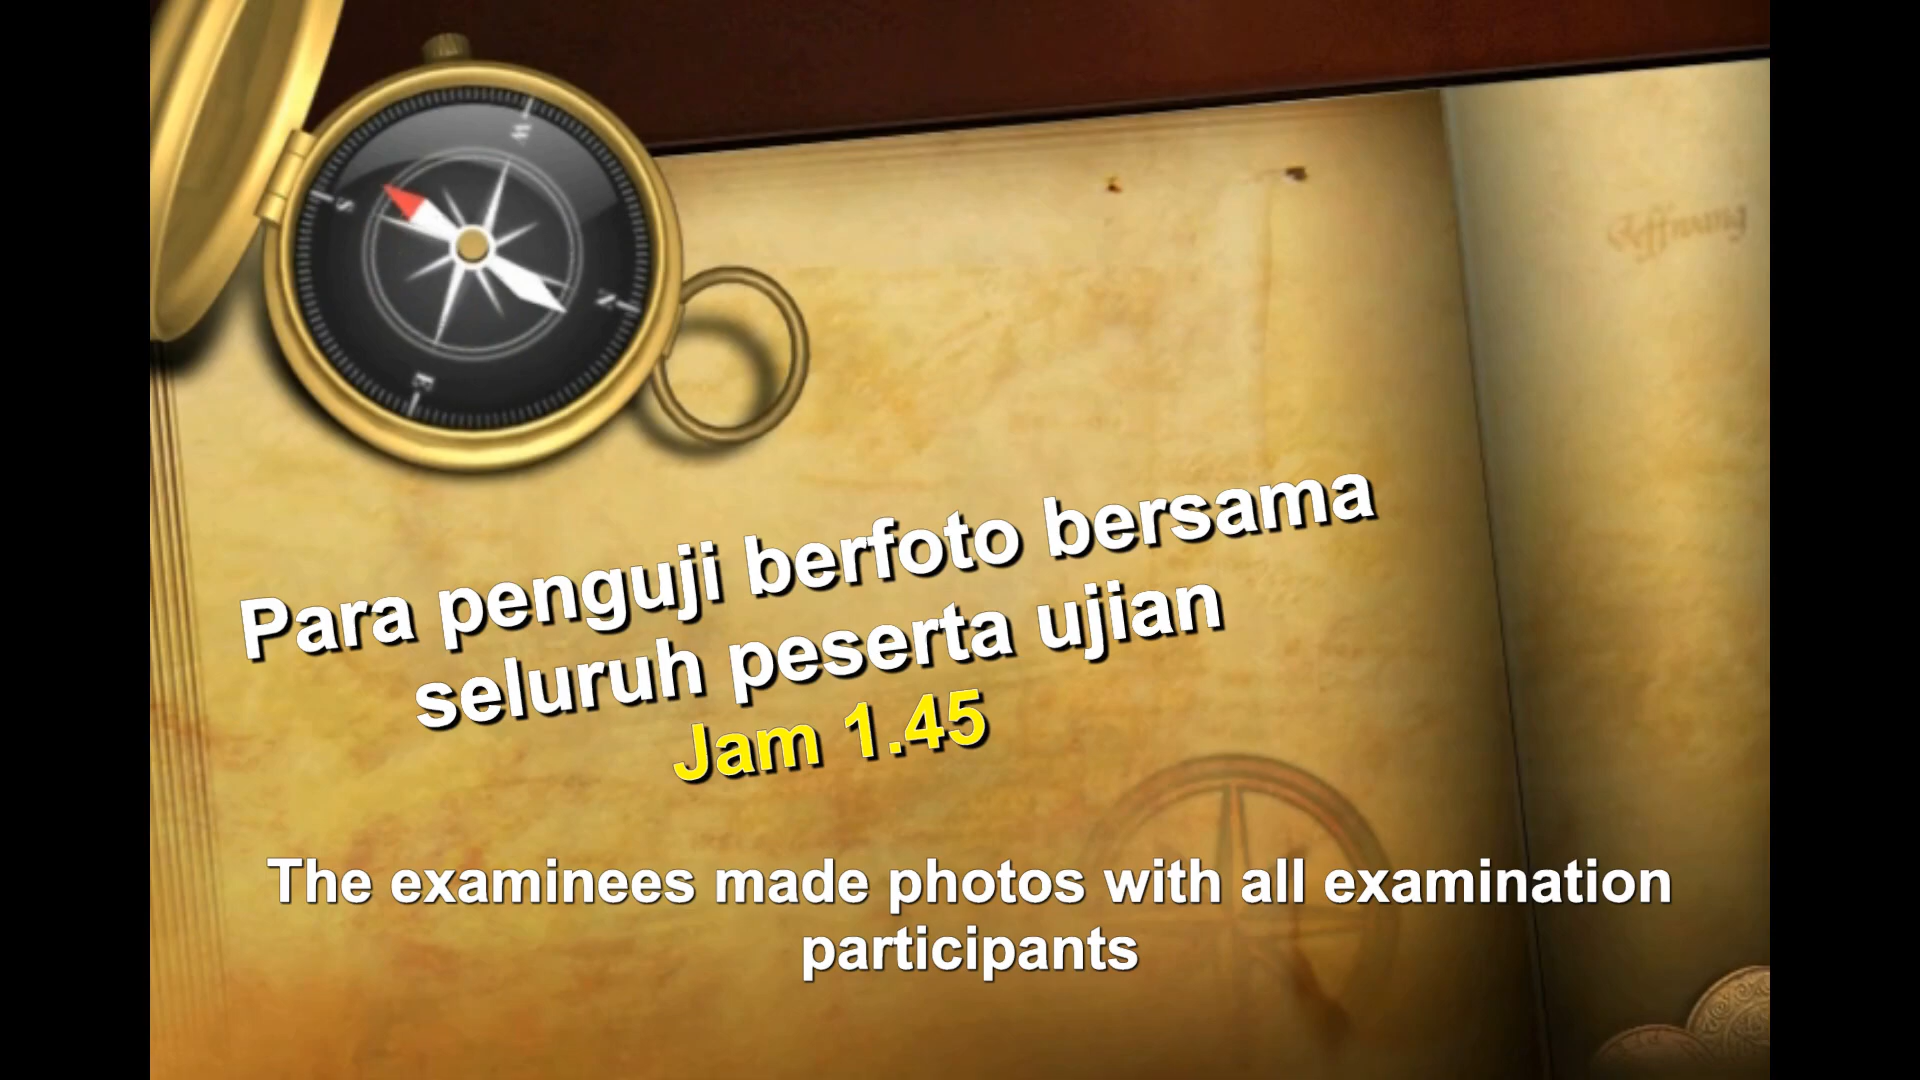 Para penguji berfoto bersama
seluruh peserta ujian
Jam 1.45
The examinees made photos with all examination
participants
W
S
N
E